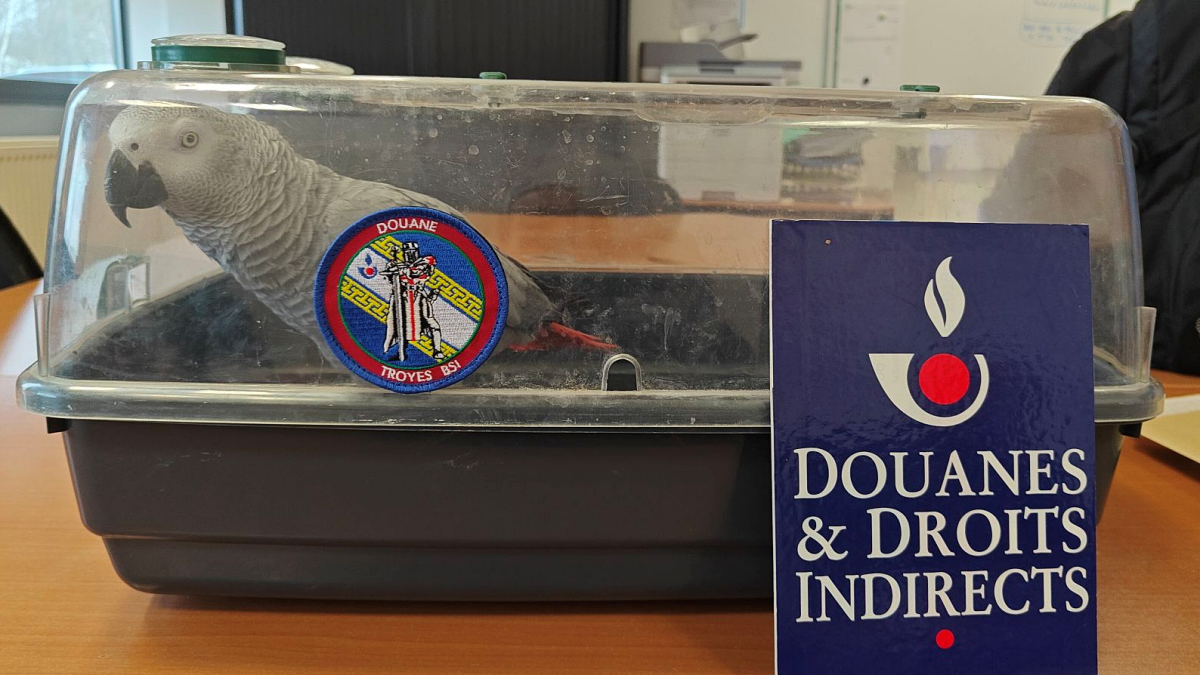 DOUANE
TROYES BSI
DOUANES
& DROITS
INDIRECTS